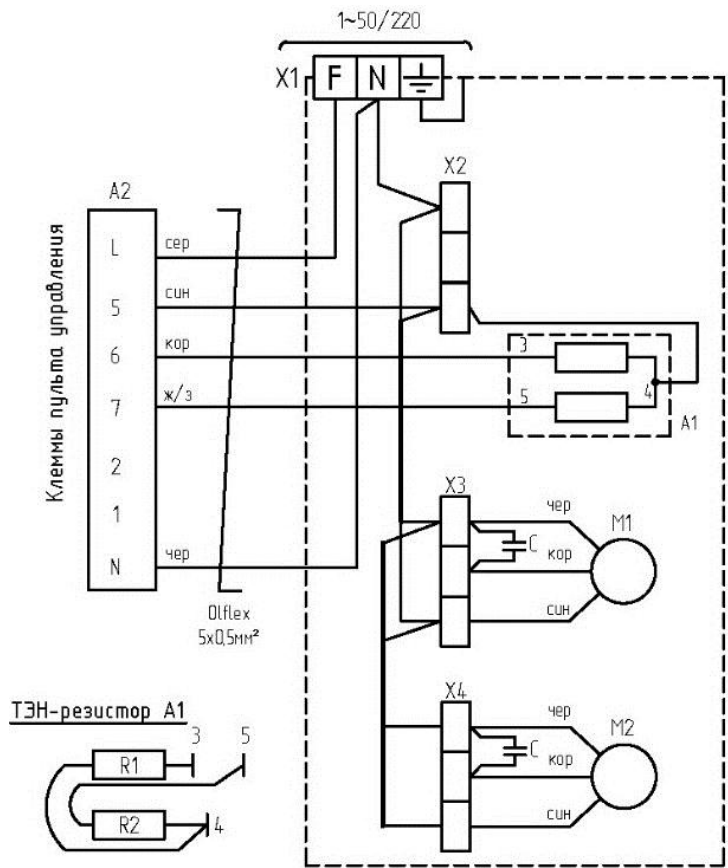 1~50/220
X1 F N
X2
A2
Клеммы пульта управления
L сер
5 син
6 кор
7 ж/з
2
1
N чер
3
5 4
A1
X3
чер M1
C кор
син
Olflex
5x0,5мм²
X4
чер M2
C кор
син
ТЭН-резистор A1
3 5
R1
R2 4